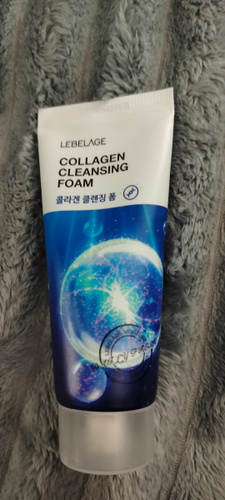 LEBELAGE
COLLAGEN
CLEANSING
FOAM
콜라겐 클렌징 폼